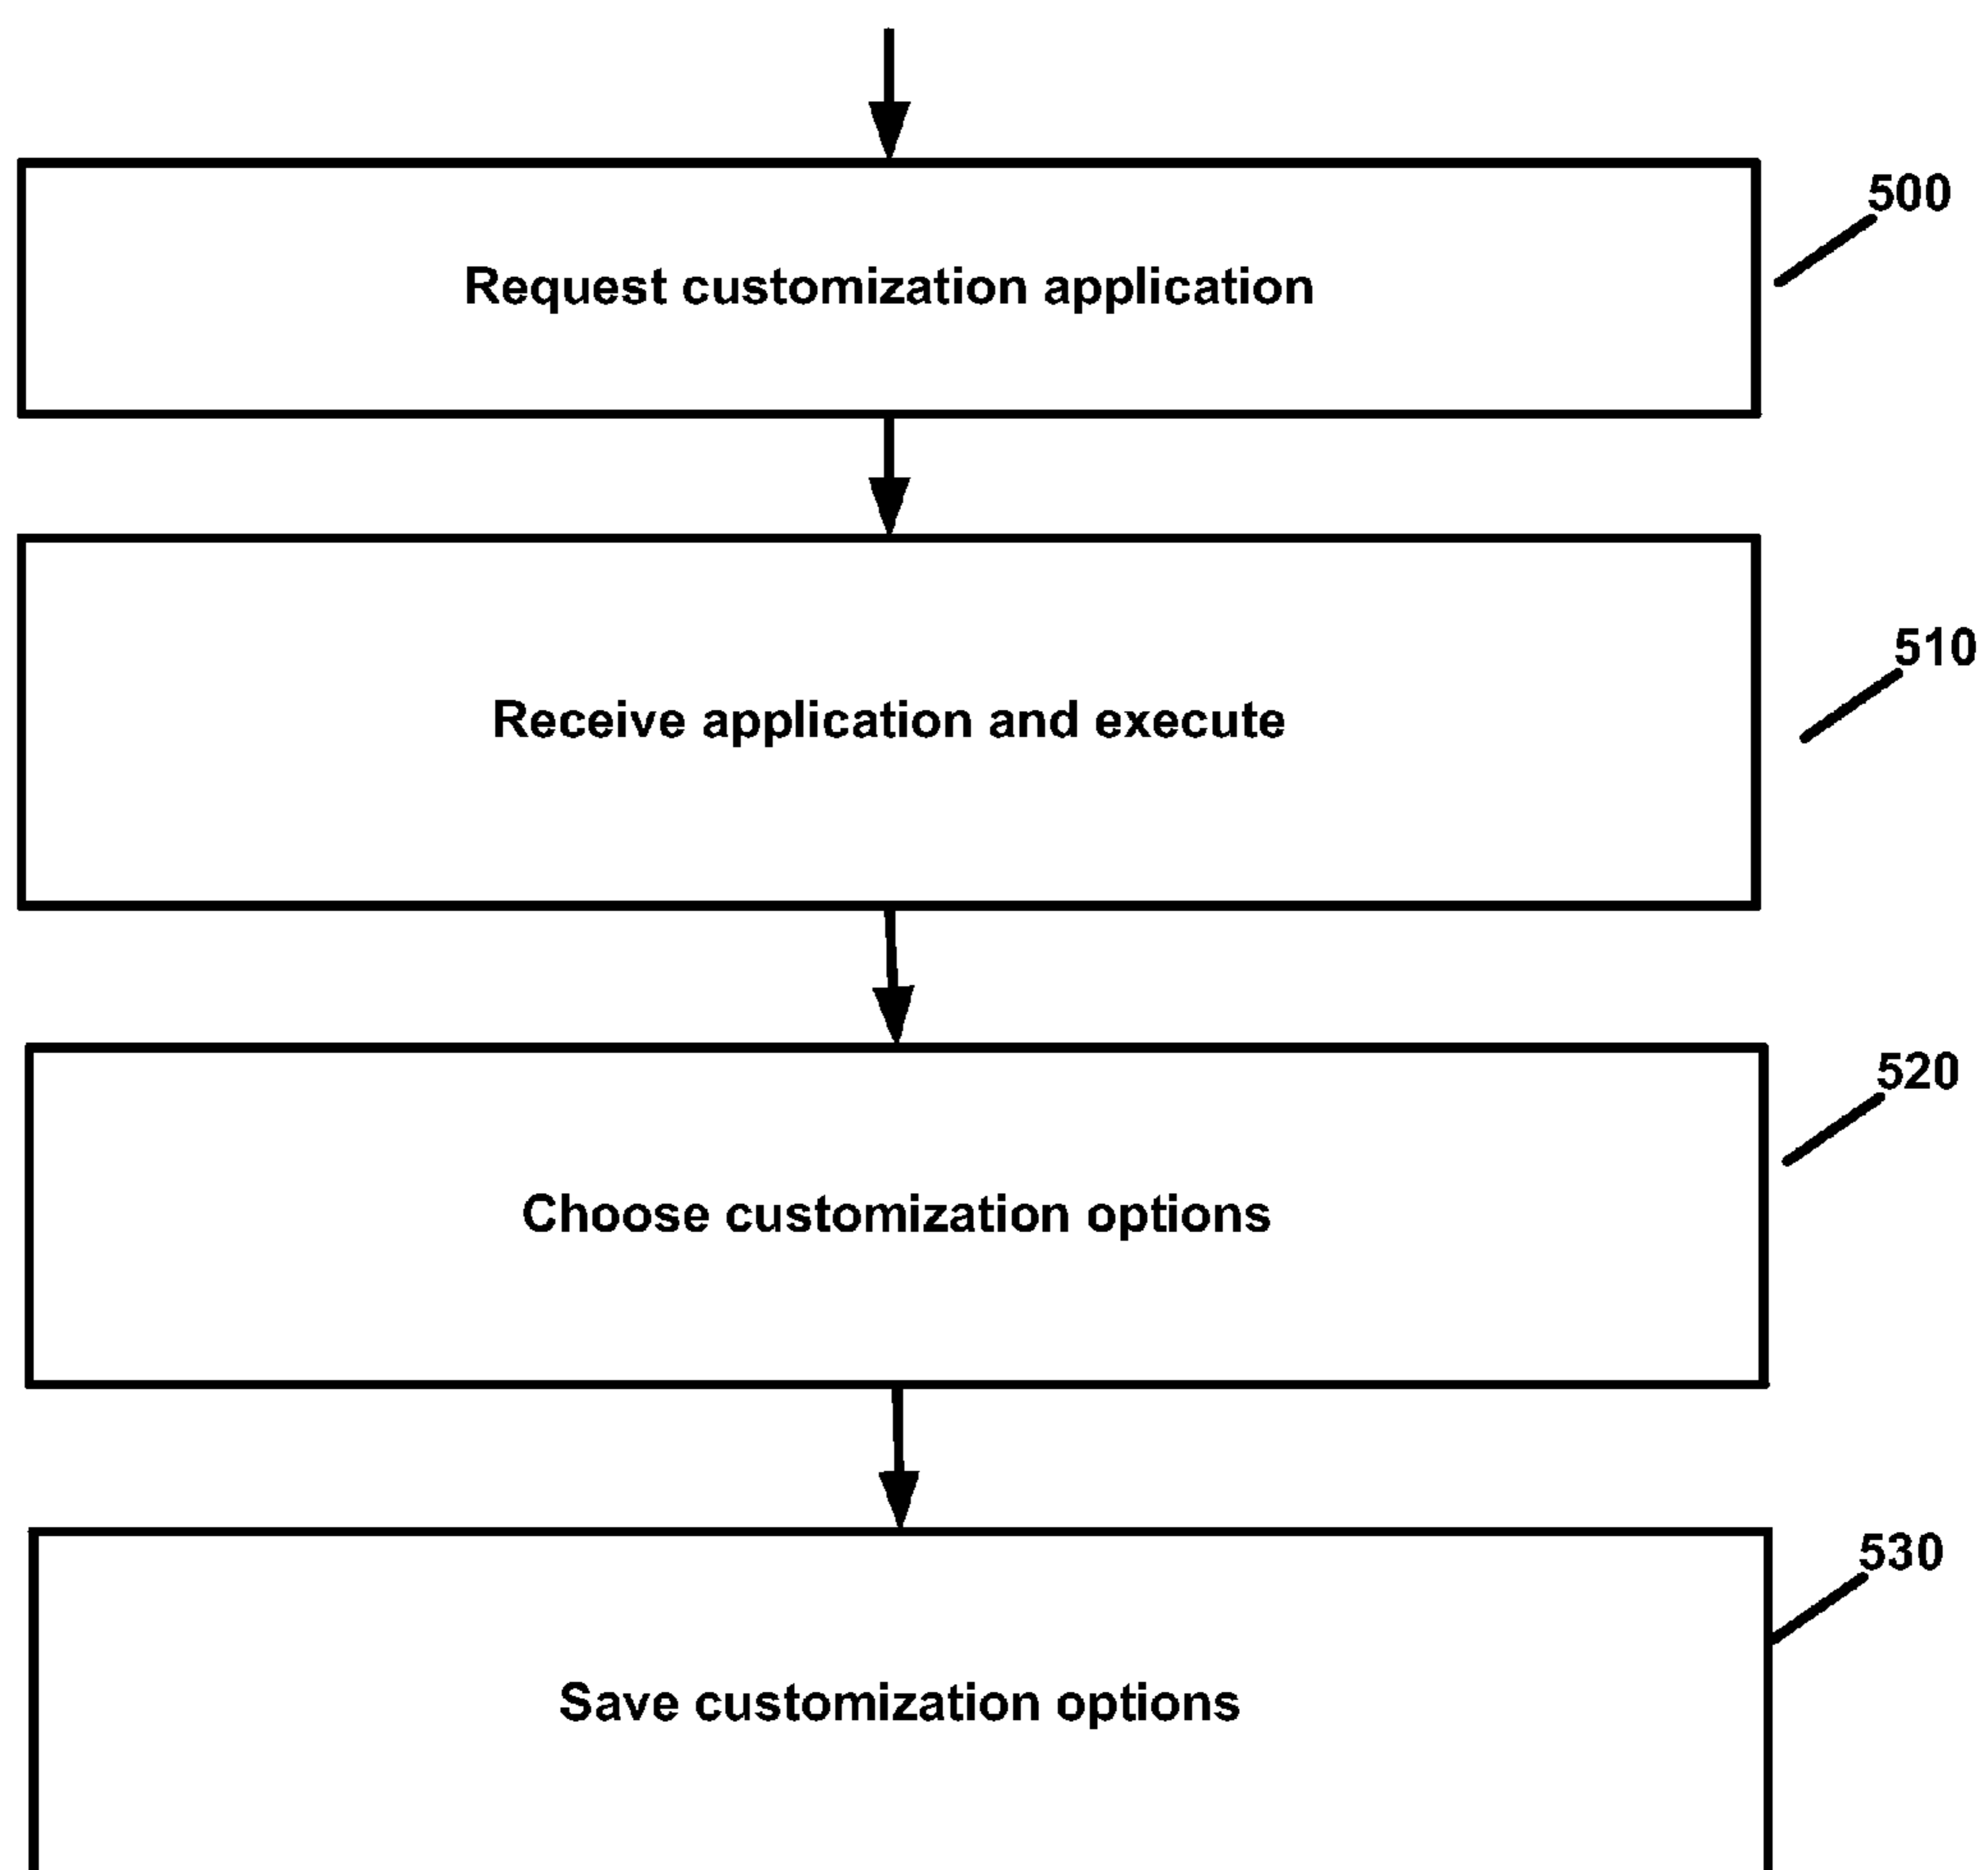 500
Request customization application
510
Receive application and execute
520
Choose customization options
530
Save customization options